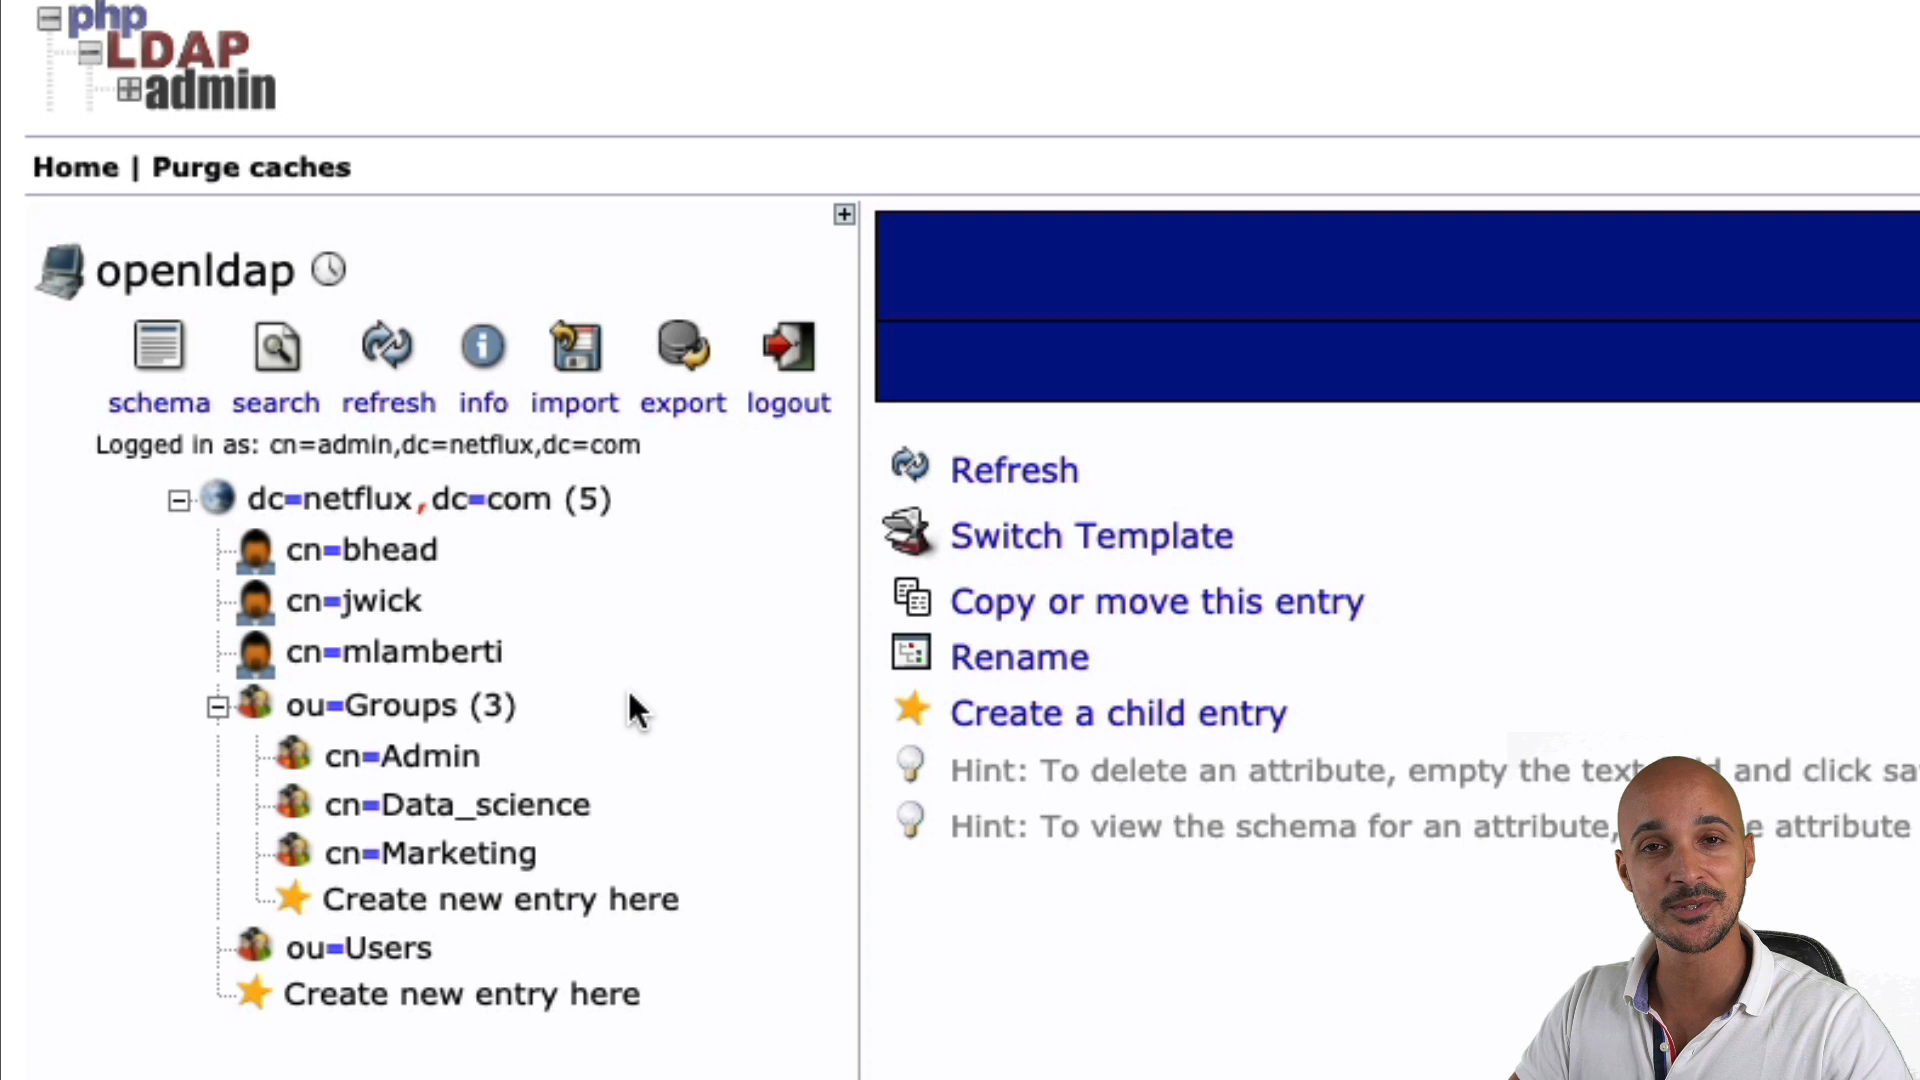 php
LDAP
admin
Home | Purge caches
openldap
schema search refresh info import export logout
Logged in as: cn=admin,dc=netflux,dc=com
dc=netflux,dc=com (5)
cn=bhead
cn=jwick
cn=mlamberti
ou=Groups (3)
cn=Admin
cn=Data_science
cn=Marketing
Create new entry here
ou=Users
Create new entry here
Refresh
Switch Template
Copy or move this entry
Rename
Create a child entry
Hint: To delete an attribute, empty the text and click
Hint: To view the schema for an attribute, attribute